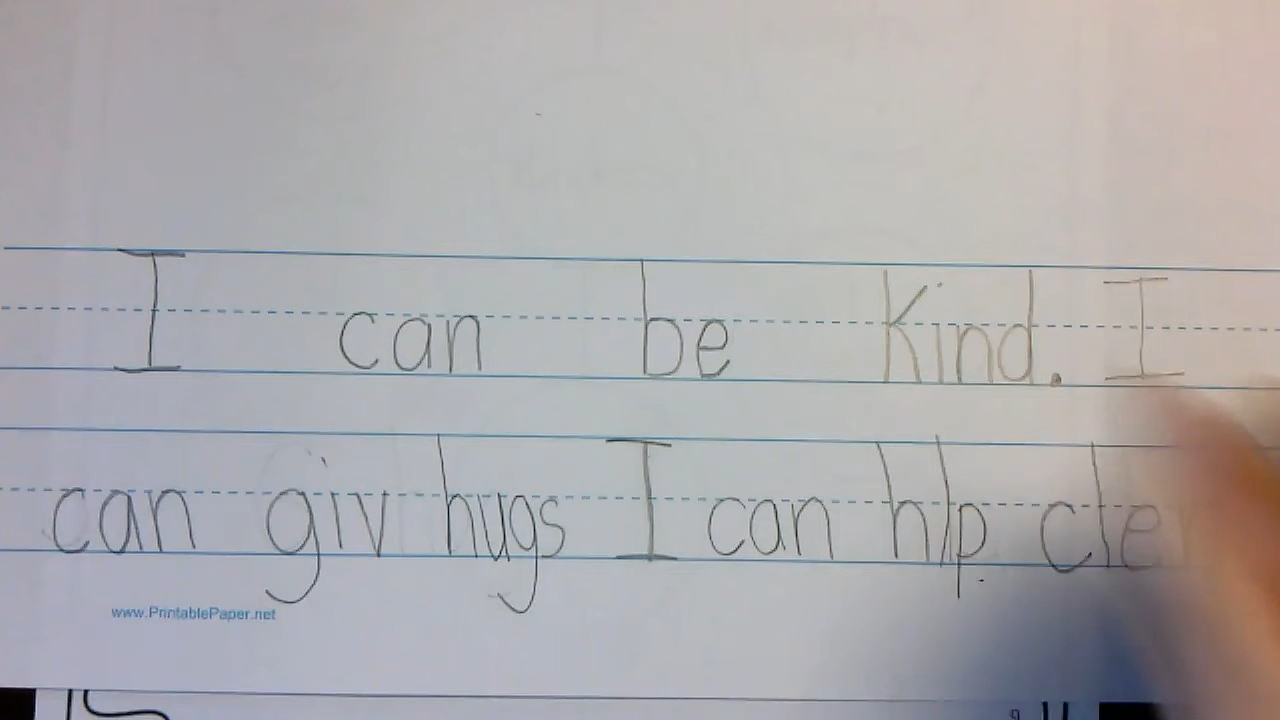 I can be kind. I
can giv hugs I can hlp cle
www.PrintablePaper.net